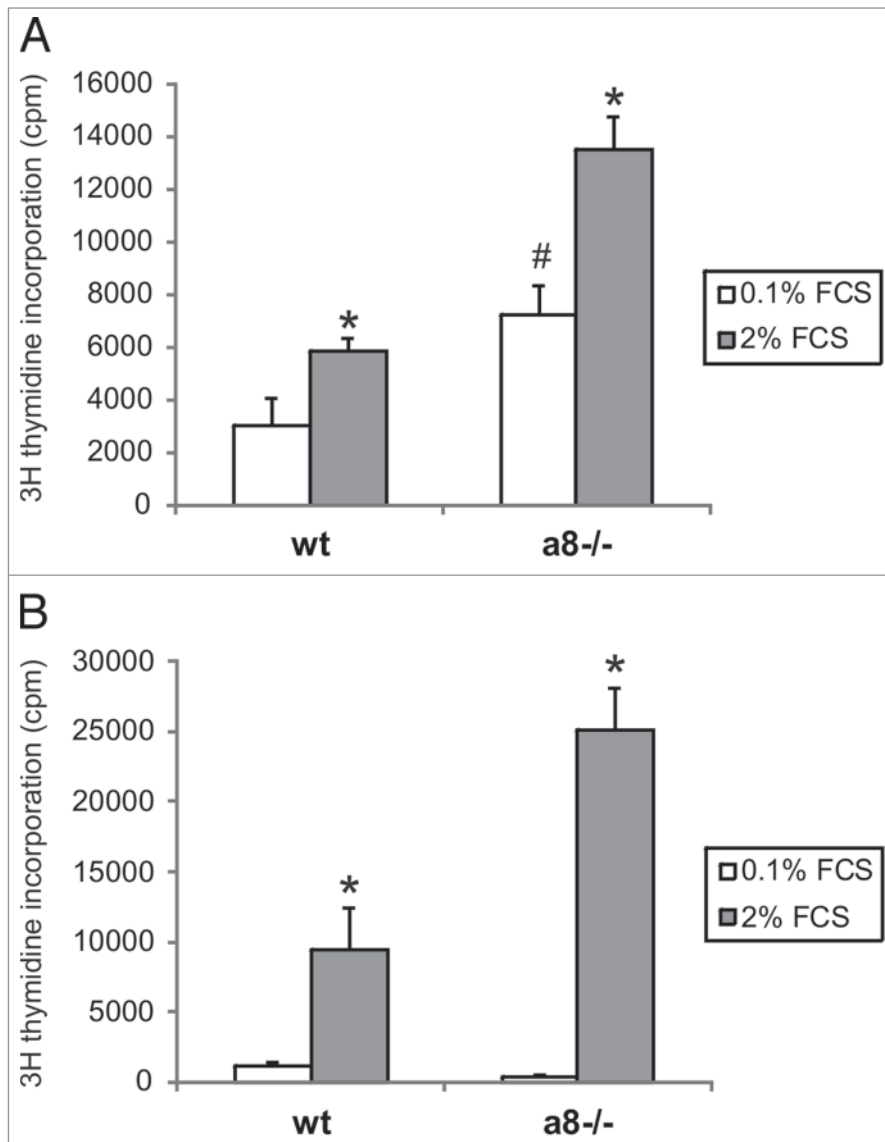 A
3H thymidine incorporation (cpm)
16000
14000
12000
10000
8000
6000
4000
2000
0
*
#
*
wt
a8-/-
0.1% FCS
2% FCS
B
3H thymidine incorporation (cpm)
30000
25000
20000
15000
10000
5000
0
*
*
wt
a8-/-
0.1% FCS
2% FCS